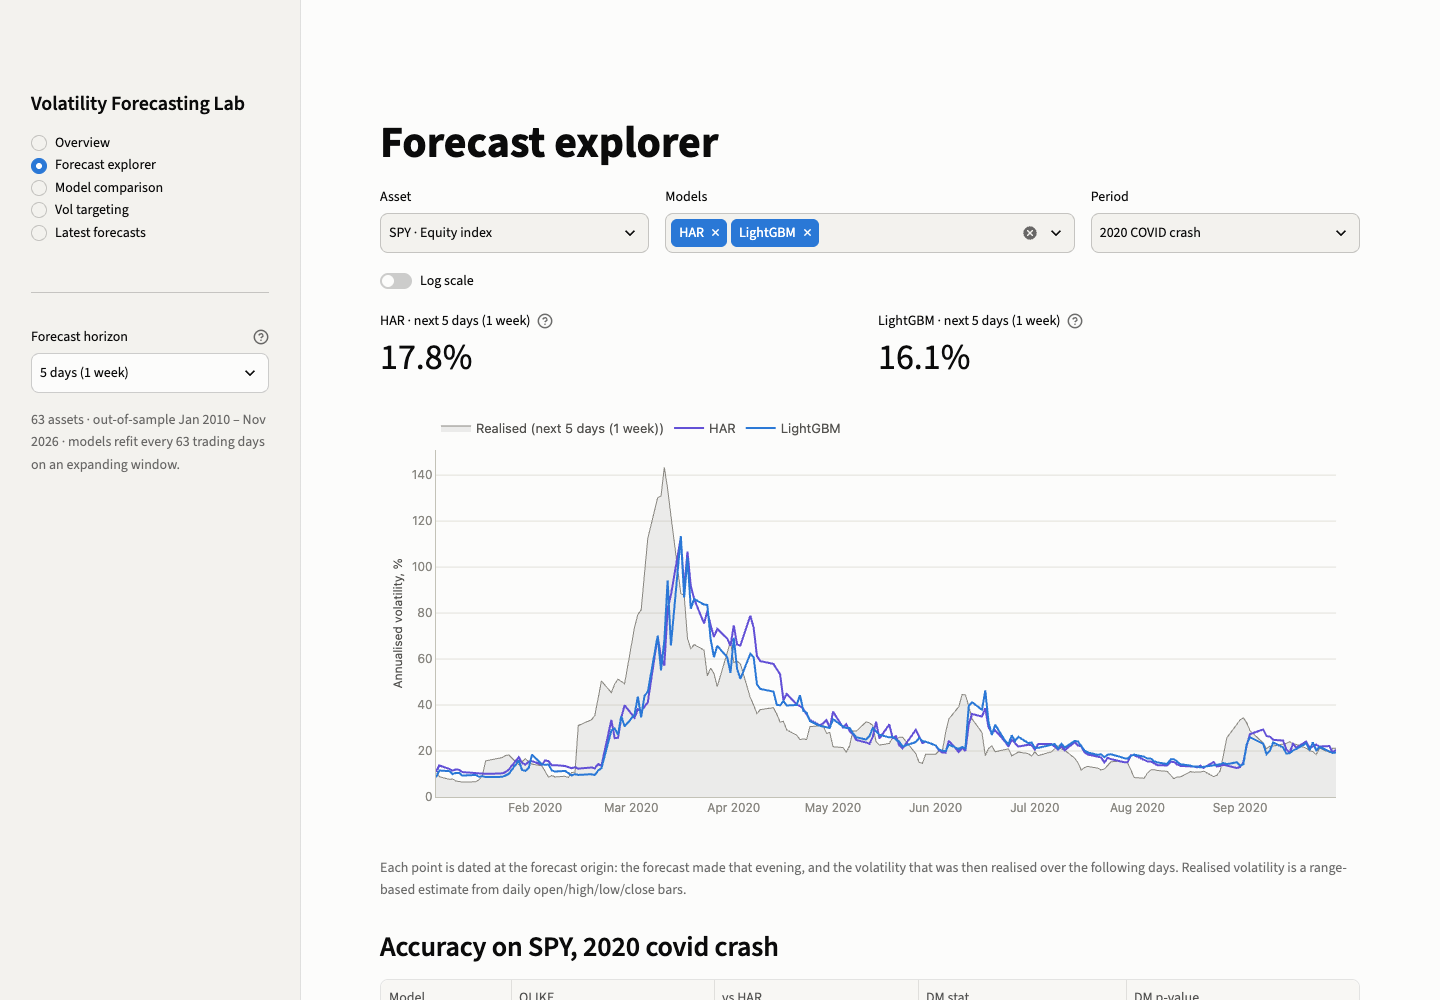 Volatility Forecasting Lab
Overview
Forecast explorer
Model comparison
Vol targeting
Latest forecasts
Forecast horizon
5 days (1 week)
63 assets · out-of-sample Jan 2010 – Nov
2026 · models refit every 63 trading days
on an expanding window.
Forecast explorer
Asset
Models
Period
SPY · Equity index
HAR ×
LightGBM ×
2020 COVID crash
Log scale
HAR · next 5 days (1 week)
LightGBM · next 5 days (1 week)
17.8%
16.1%
Realised (next 5 days (1 week))
HAR
LightGBM
Annualised volatility, %
140
120
100
80
60
40
20
0
Feb 2020
Mar 2020
Apr 2020
May 2020
Jun 2020
Jul 2020
Aug 2020
Sep 2020
Each point is dated at the forecast origin: the forecast made that evening, and the volatility that was then realised over the following days. Realised volatility is a range-
based estimate from daily open/high/low/close bars.
Accuracy on SPY, 2020 covid crash
Model
QLIKE
vs HAR
DM stat
DM p-value